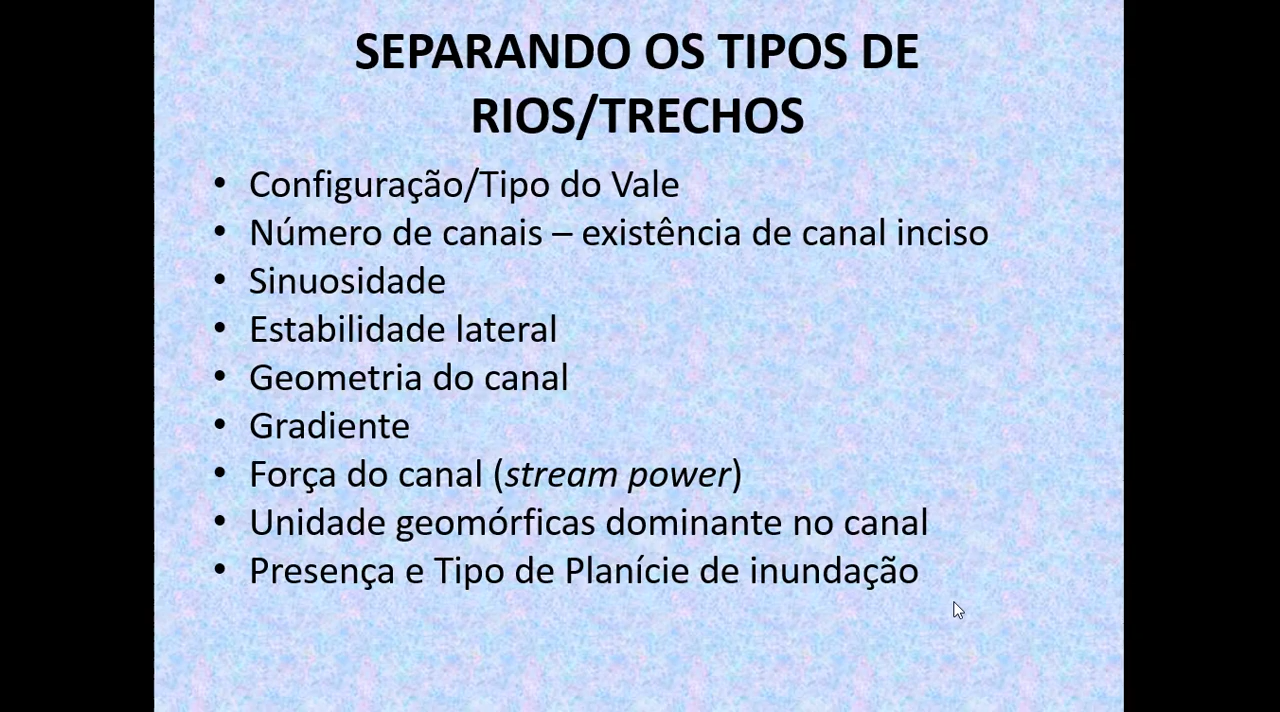 SEPARANDO OS TIPOS DE
RIOS/TRECHOS
• Configuração/Tipo do Vale
• Número de canais – existência de canal inciso
• Sinuosidade
• Estabilidade lateral
• Geometria do canal
• Gradiente
• Força do canal (stream power)
• Unidade geomórficas dominante no canal
• Presença e Tipo de Planície de inundação